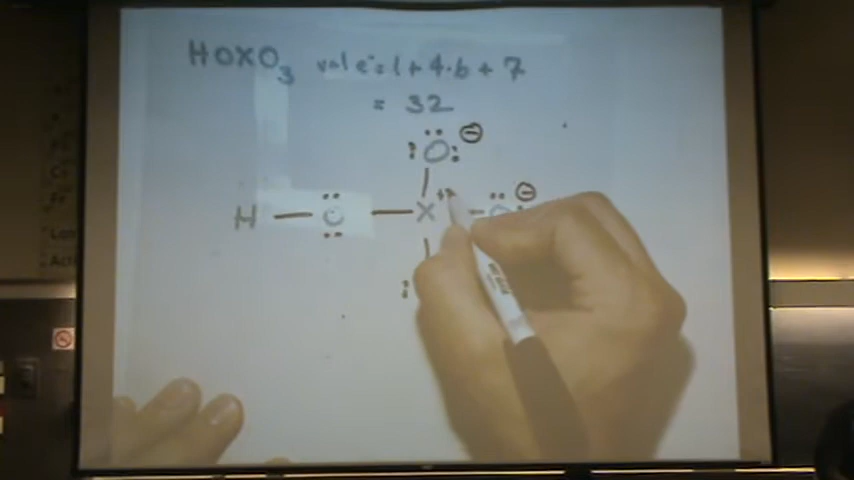 HOXO₃ val e⁻ = 1 + 4·6 + 7
= 32
O ⊖
H — O — X — O ⊖